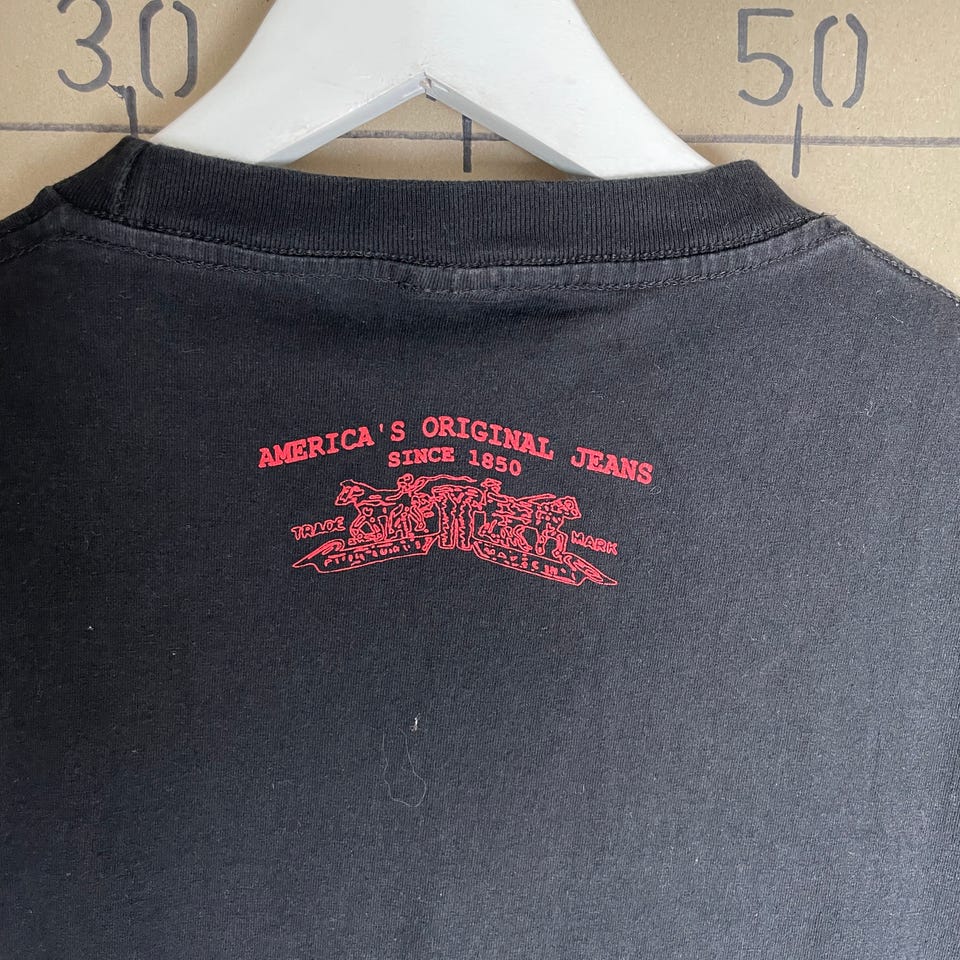 30 50
AMERICA'S ORIGINAL JEANS
SINCE 1850
TRADE MARK